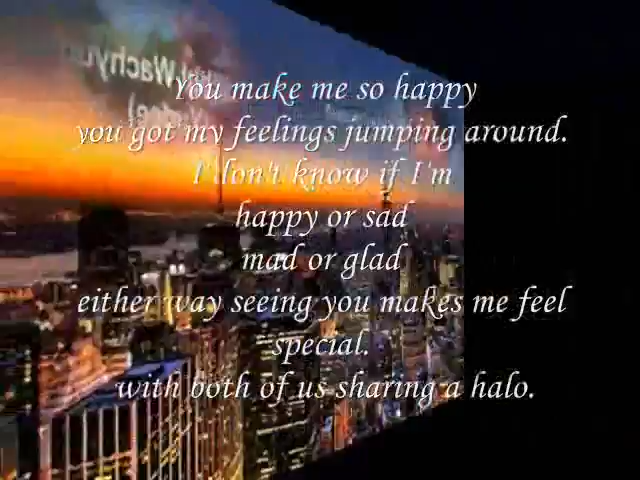 You make me so happy
you got my feelings jumping around.
I don't know if I'm
happy or sad
mad or glad
either way seeing you makes me feel
special.
with both of us sharing a halo.